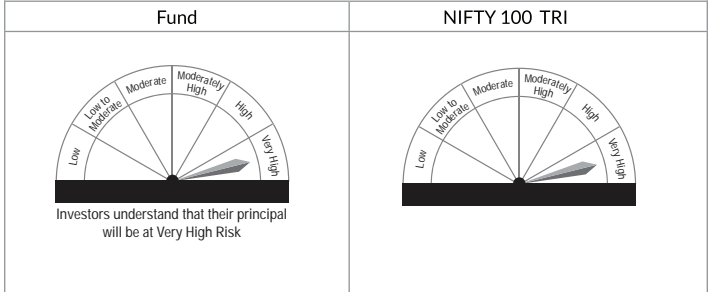 Fund
NIFTY 100 TRI
Low
Low to
Moderate
Moderate
Moderately
High
High
Very High
Low
Low to
Moderate
Moderate
Moderately
High
High
Very High
Investors understand that their principal
will be at Very High Risk